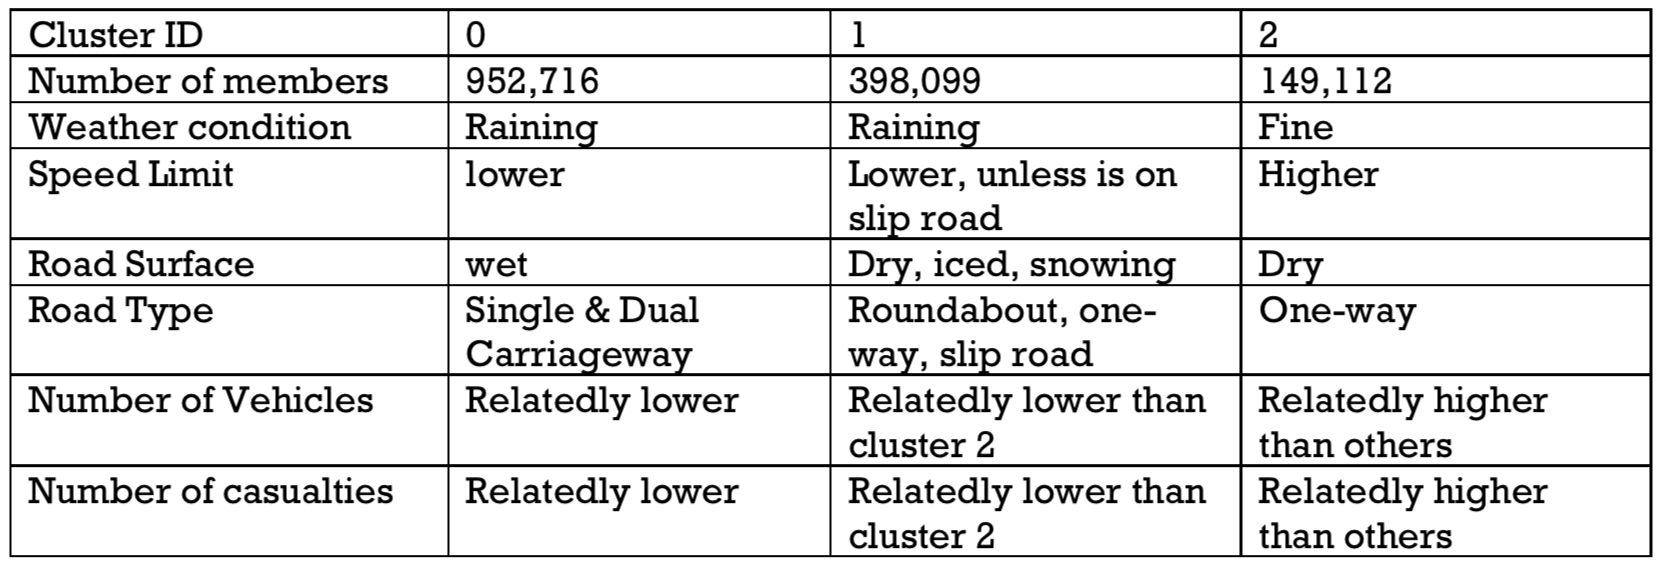 Cluster ID 0 1 2
Number of members 952,716 398,099 149,112
Weather condition Raining Raining Fine
Speed Limit lower Lower, unless is on Higher
slip road
Road Surface wet Dry, iced, snowing Dry
Road Type Single & Dual Roundabout, one- One-way
Carriageway way, slip road
Number of Vehicles Relatedly lower Relatedly lower than Relatedly higher
cluster 2 than others
Number of casualties Relatedly lower Relatedly lower than Relatedly higher
cluster 2 than others